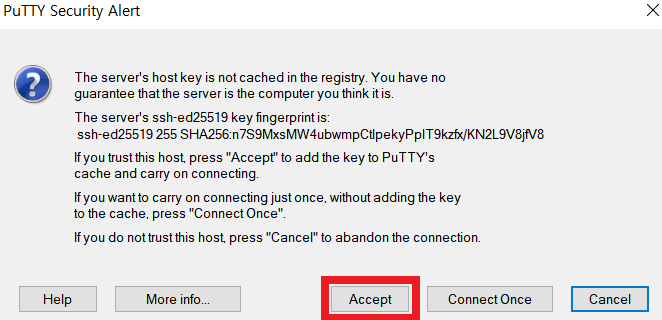 PuTTY Security Alert
The server's host key is not cached in the registry. You have no
guarantee that the server is the computer you think it is.
The server's ssh-ed25519 key fingerprint is:
ssh-ed25519 255 SHA256:n7S9MxsMW4ubwmpCtlpekyPpIT9kzfx/KN2L9V8jfV8
If you trust this host, press "Accept" to add the key to PuTTY's
cache and carry on connecting.
If you want to carry on connecting just once, without adding the key
to the cache, press "Connect Once".
If you do not trust this host, press "Cancel" to abandon the connection.
Help More info... Accept Connect Once Cancel